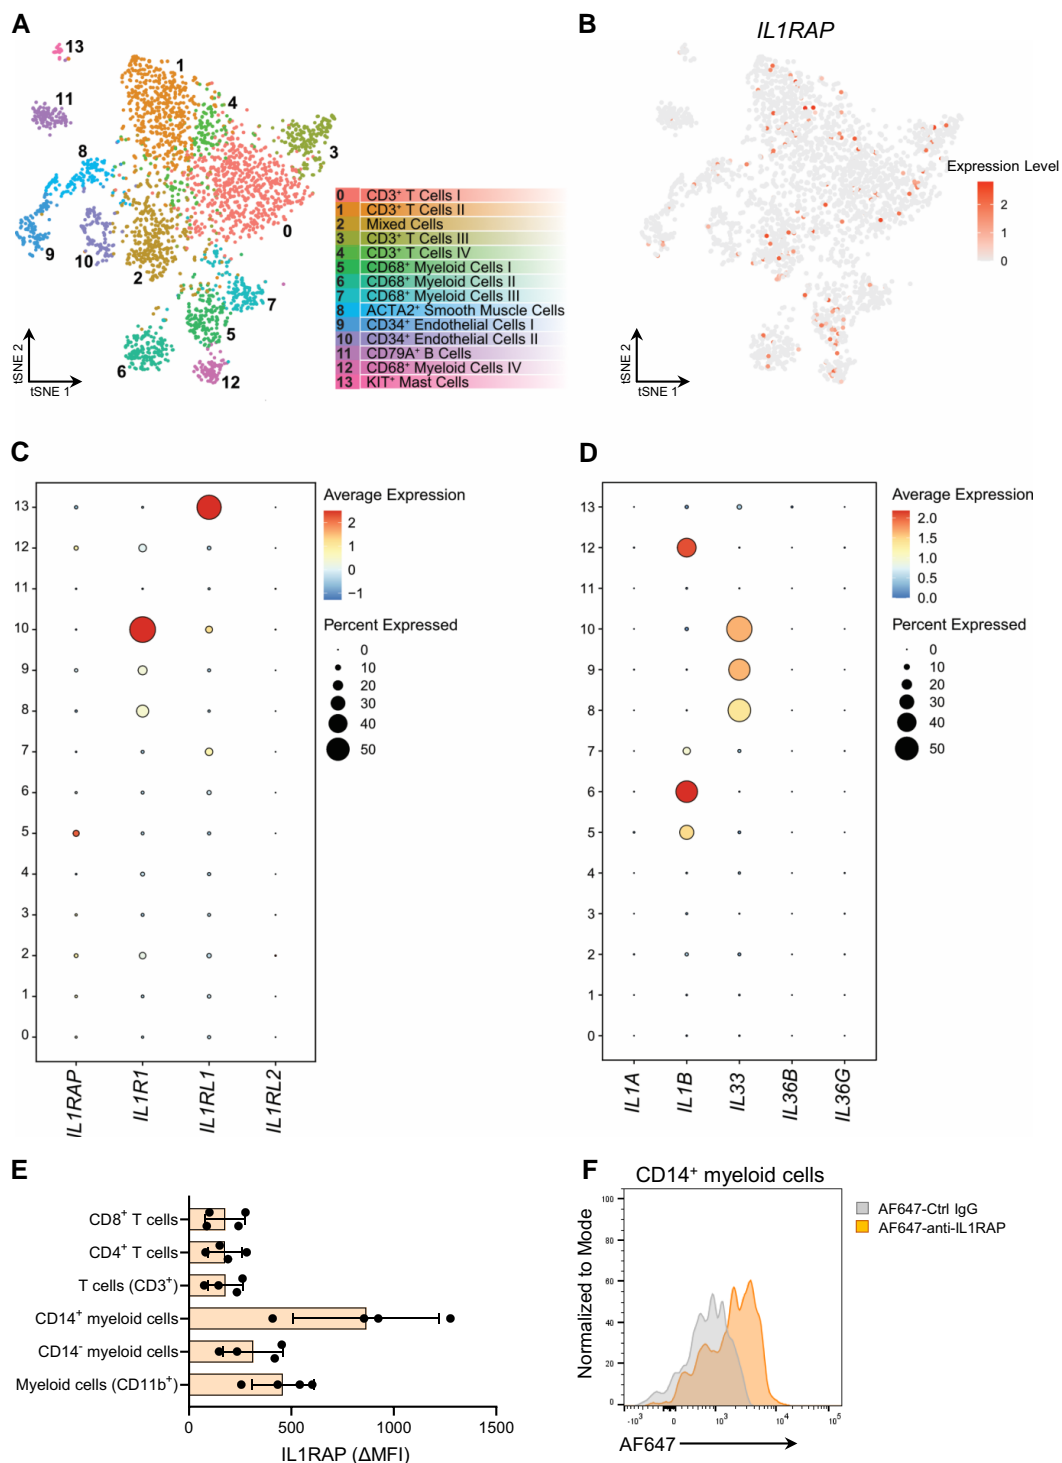 A
13
1
11
4
8
3
0
9
10
2
7
5
6
12
tSNE 2
tSNE 1
0 CD3⁺ T Cells I
1 CD3⁺ T Cells II
2 Mixed Cells
3 CD3⁺ T Cells III
4 CD3⁺ T Cells IV
5 CD68⁺ Myeloid Cells I
6 CD68⁺ Myeloid Cells II
7 CD68⁺ Myeloid Cells III
8 ACTA2⁺ Smooth Muscle Cells
9 CD34⁺ Endothelial Cells I
10 CD34⁺ Endothelial Cells II
11 CD79A⁺ B Cells
12 CD68⁺ Myeloid Cells IV
13 KIT⁺ Mast Cells
B
IL1RAP
Expression Level
2
1
0
tSNE 2
tSNE 1
C
13
12
11
10
9
8
7
6
5
4
3
2
1
0
IL1RAP
IL1R1
IL1RL1
IL1RL2
Average Expression
2
1
0
−1
Percent Expressed
0
10
20
30
40
50
D
13
12
11
10
9
8
7
6
5
4
3
2
1
0
IL1A
IL1B
IL33
IL36B
IL36G
Average Expression
2.0
1.5
1.0
0.5
0.0
Percent Expressed
0
10
20
30
40
50
E
CD8⁺ T cells
CD4⁺ T cells
T cells (CD3⁺)
CD14⁺ myeloid cells
CD14⁻ myeloid cells
Myeloid cells (CD11b⁺)
0
500
1000
1500
IL1RAP (ΔMFI)
F
CD14⁺ myeloid cells
Normalized to Mode
100
80
60
40
20
0
-10³
0
10³
10⁴
10⁵
AF647
AF647-Ctrl IgG
AF647-anti-IL1RAP